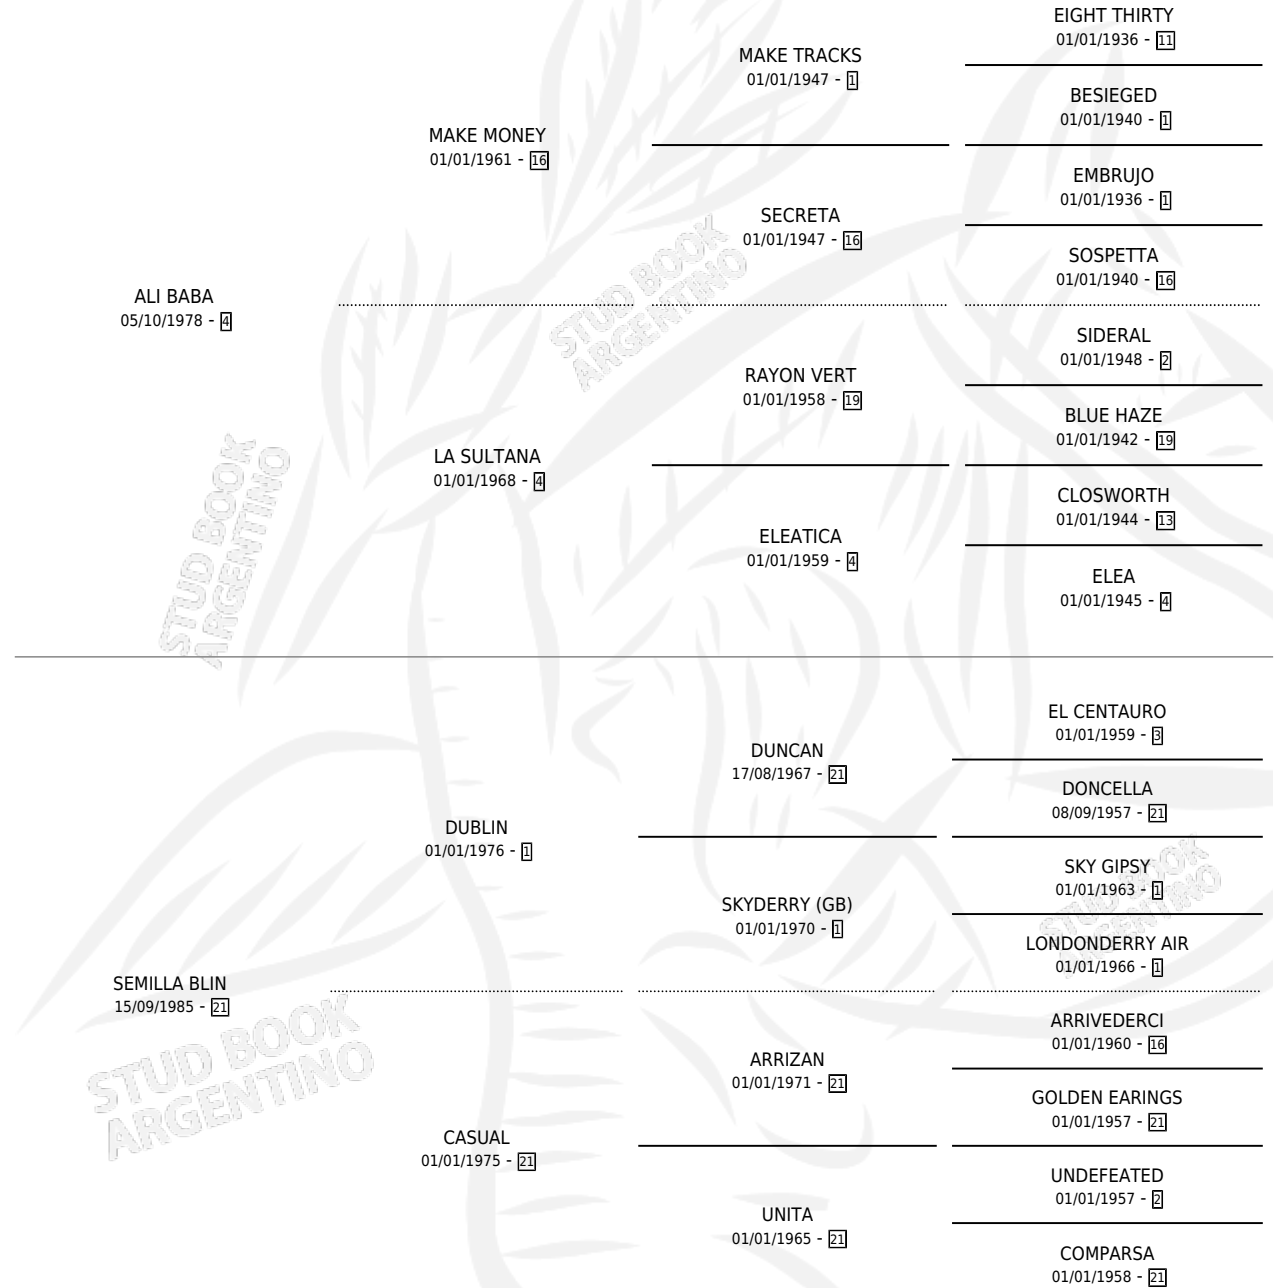 EIGHT THIRTY
01/01/1936 - 11
MAKE TRACKS
01/01/1947 - 1
BESIEGED
01/01/1940 - 1
MAKE MONEY
01/01/1961 - 16
EMBRUJO
01/01/1936 - 1
SECRETA
01/01/1947 - 16
SOSPETTA
01/01/1940 - 16
ALI BABA
05/10/1978 - 4
SIDERAL
01/01/1948 - 2
RAYON VERT
01/01/1958 - 19
BLUE HAZE
01/01/1942 - 19
LA SULTANA
01/01/1968 - 4
CLOSWORTH
01/01/1944 - 13
ELEATICA
01/01/1959 - 4
ELEA
01/01/1945 - 4
EL CENTAURO
01/01/1959 - 3
DUNCAN
17/08/1967 - 21
DONCELLA
08/09/1957 - 21
DUBLIN
01/01/1976 - 1
SKY GIPSY
01/01/1963 - 1
SKYDERRY (GB)
01/01/1970 - 1
LONDONDERRY AIR
01/01/1966 - 1
SEMILLA BLIN
15/09/1985 - 21
ARRIVEDERCI
01/01/1960 - 16
ARRIZAN
01/01/1971 - 21
GOLDEN EARINGS
01/01/1957 - 21
CASUAL
01/01/1975 - 21
UNDEFEATED
01/01/1957 - 2
UNITA
01/01/1965 - 21
COMPARSA
01/01/1958 - 21
STUD BOOK
ARGENTINO
STUD BOOK
ARGENTINO
STUD BOOK
ARGENTINO
STUD BOOK
ARGENTINO